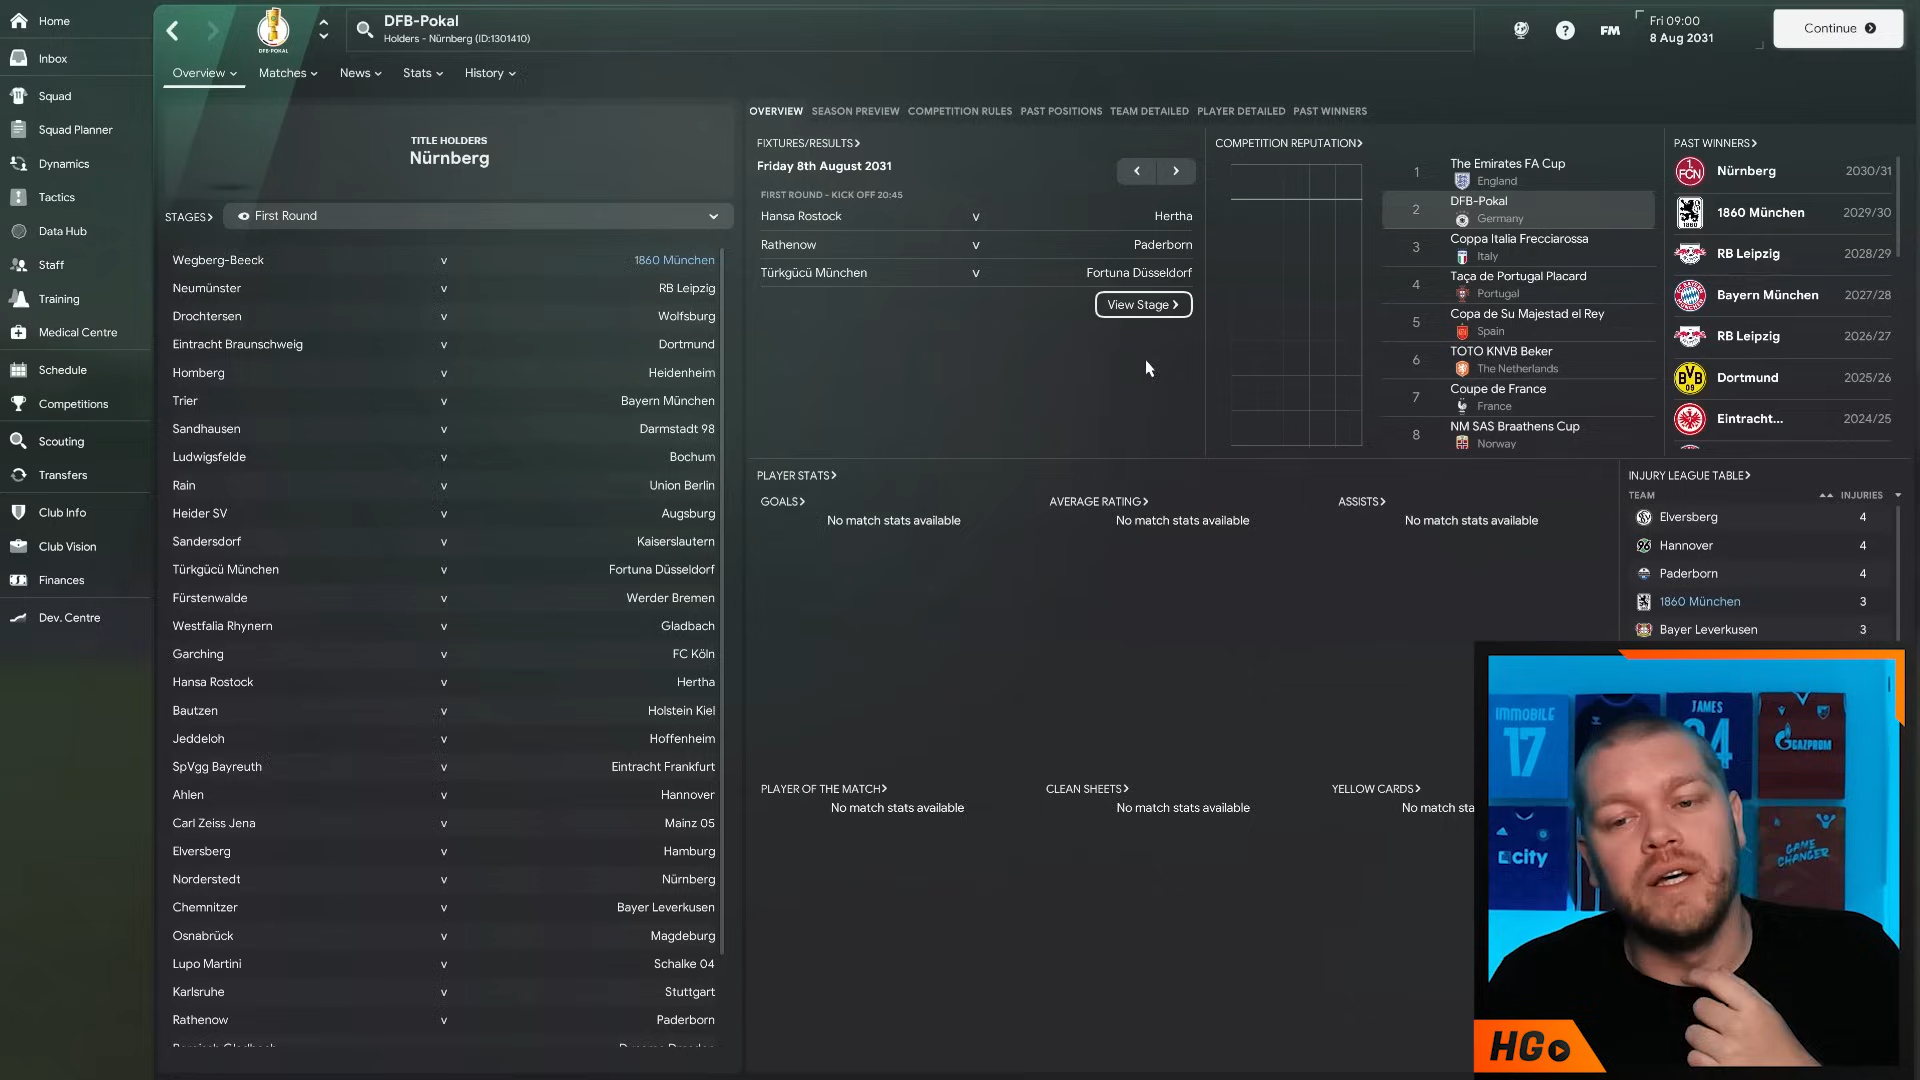 Home
Inbox
Squad
Squad Planner
Dynamics
Tactics
Data Hub
Staff
Training
Medical Centre
Schedule
Competitions
Scouting
Transfers
Club Info
Club Vision
Finances
Dev. Centre
DFB-POKAL
DFB-Pokal
Holders - Nürnberg (ID:1301410)
?
FM
Fri 09:00
8 Aug 2031
Continue
Overview
Matches
News
Stats
History
TITLE HOLDERS
Nürnberg
STAGES>
First Round
Wegberg-Beeck v 1860 München
Neumünster v RB Leipzig
Drochtersen v Wolfsburg
Eintracht Braunschweig v Dortmund
Homberg v Heidenheim
Trier v Bayern München
Sandhausen v Darmstadt 98
Ludwigsfelde v Bochum
Rain v Union Berlin
Heider SV v Augsburg
Sandersdorf v Kaiserslautern
Türkgücü München v Fortuna Düsseldorf
Fürstenwalde v Werder Bremen
Westfalia Rhynern v Gladbach
Garching v FC Köln
Hansa Rostock v Hertha
Bautzen v Holstein Kiel
Jeddeloh v Hoffenheim
SpVgg Bayreuth v Eintracht Frankfurt
Ahlen v Hannover
Carl Zeiss Jena v Mainz 05
Elversberg v Hamburg
Norderstedt v Nürnberg
Chemnitzer v Bayer Leverkusen
Osnabrück v Magdeburg
Lupo Martini v Schalke 04
Karlsruhe v Stuttgart
Rathenow v Paderborn
OVERVIEW SEASON PREVIEW COMPETITION RULES PAST POSITIONS TEAM DETAILED PLAYER DETAILED PAST WINNERS
FIXTURES/RESULTS>
Friday 8th August 2031
FIRST ROUND - KICK OFF 20:45
Hansa Rostock v Hertha
Rathenow v Paderborn
Türkgücü München v Fortuna Düsseldorf
View Stage >
COMPETITION REPUTATION>
1 The Emirates FA Cup
England
2 DFB-Pokal
Germany
3 Coppa Italia Frecciarossa
Italy
4 Taça de Portugal Placard
Portugal
5 Copa de Su Majestad el Rey
Spain
6 TOTO KNVB Beker
The Netherlands
7 Coupe de France
France
8 NM SAS Braathens Cup
Norway
PAST WINNERS>
Nürnberg 2030/31
1860 München 2029/30
RB Leipzig 2028/29
Bayern München 2027/28
RB Leipzig 2026/27
Dortmund 2025/26
Eintracht... 2024/25
PLAYER STATS>
GOALS>
No match stats available
AVERAGE RATING>
No match stats available
ASSISTS>
No match stats available
PLAYER OF THE MATCH>
No match stats available
CLEAN SHEETS>
No match stats available
YELLOW CARDS>
No match sta
INJURY LEAGUE TABLE>
TEAM INJURIES
Elversberg 4
Hannover 4
Paderborn 4
1860 München 3
Bayer Leverkusen 3
IMMOBILE
17
JAMES
24
GAZPROM
city
GAME
CHANGER
HG